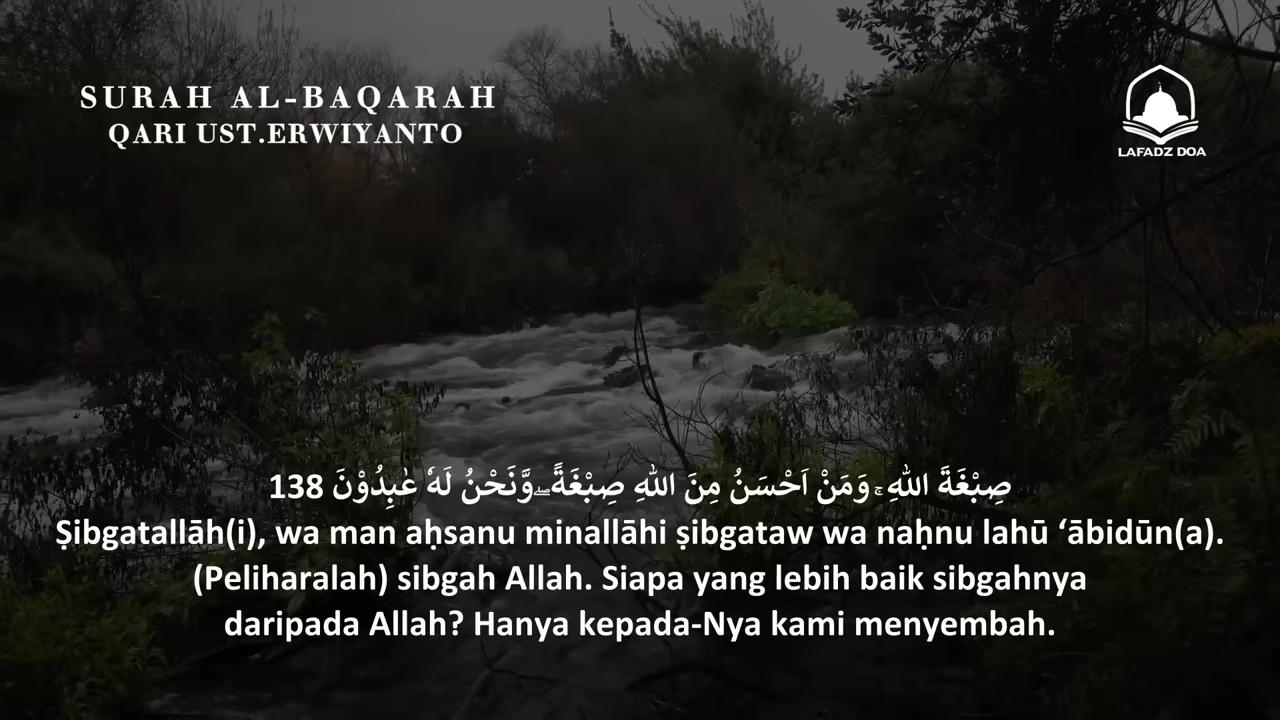 SURAH AL-BAQARAH
QARI UST.ERWIYANTO
LAFADZ DOA
صِبْغَةَ اللّٰهِ ۚ وَمَنْ اَحْسَنُ مِنَ اللّٰهِ صِبْغَةً ۖ وَّنَحْنُ لَهٗ عٰبِدُوْنَ 138
Ṣibgatallāh(i), wa man aḥsanu minallāhi ṣibgataw wa naḥnu lahū ‘ābidūn(a).
(Peliharalah) sibgah Allah. Siapa yang lebih baik sibgahnya
daripada Allah? Hanya kepada-Nya kami menyembah.